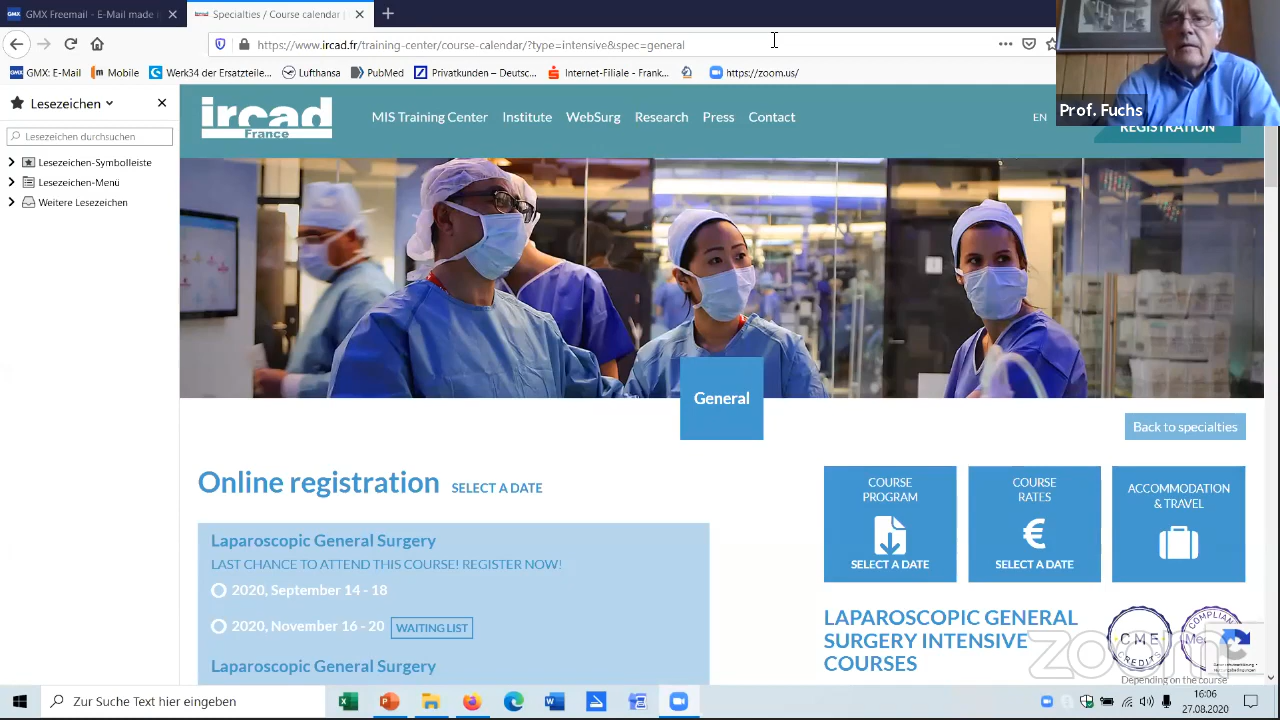 GMX Freemail - E-Mail made in
Specialties / Course calendar
https://www.ircad.fr/training-center/course-calendar/?type=intensive&spec=general
GMX: E-Mail
Mobile
Werk34 der Ersatzteile...
Lufthansa
PubMed
Privatkunden – Deutsc...
Internet-Filiale - Frank...
https://zoom.us/
Prof. Fuchs
Lesezeichen
Lesezeichen durchsuchen
Lesezeichen-Symbolleiste
Lesezeichen-Menü
Weitere Lesezeichen
ircad
France
MIS Training Center
Institute
WebSurg
Research
Press
Contact
EN
REGISTRATION
General
Back to specialties
Online registration SELECT A DATE
Laparoscopic General Surgery
LAST CHANCE TO ATTEND THIS COURSE! REGISTER NOW!
2020, September 14 - 18
2020, November 16 - 20 WAITING LIST
Laparoscopic General Surgery
COURSE
PROGRAM
SELECT A DATE
COURSE
RATES
€
SELECT A DATE
ACCOMMODATION
& TRAVEL
LAPAROSCOPIC GENERAL
SURGERY INTENSIVE
COURSES
CME
CREDITS
COMPLIANT
zoom
Depending on the course
Zur Suche Text hier eingeben
16:06
27.08.2020